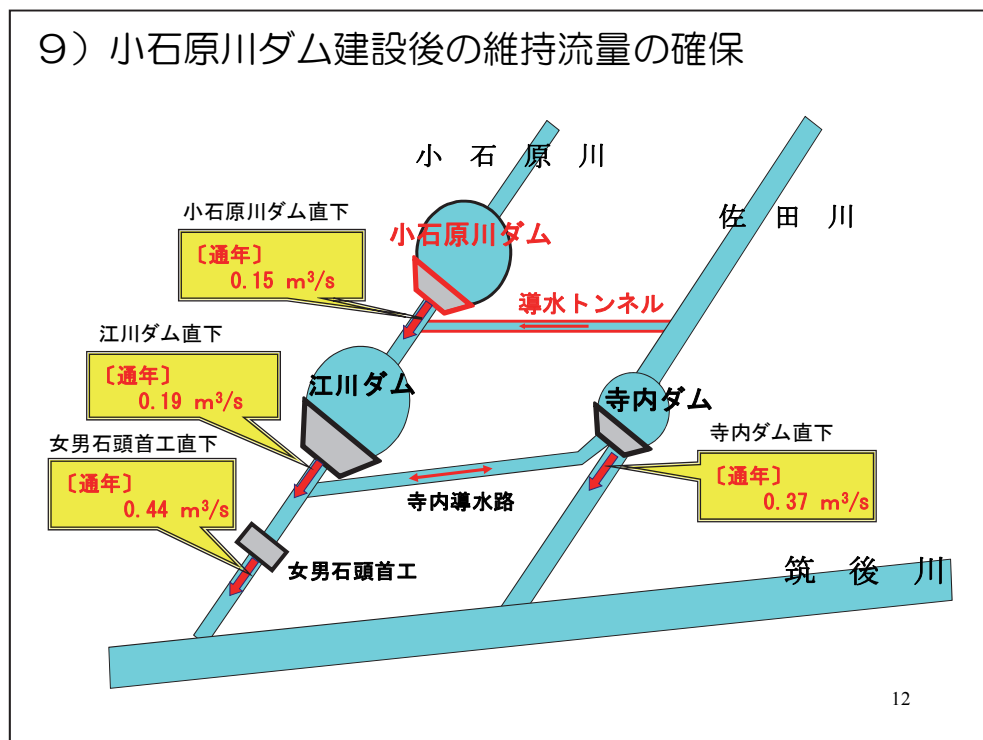 9）小石原川ダム建設後の維持流量の確保
小石原川
佐田川
小石原川ダム直下
〔通年〕
0.15 m³/s
小石原川ダム
導水トンネル
江川ダム直下
〔通年〕
0.19 m³/s
江川ダム
寺内ダム
女男石頭首工直下
〔通年〕
0.44 m³/s
寺内ダム直下
〔通年〕
0.37 m³/s
寺内導水路
女男石頭首工
筑後川
12